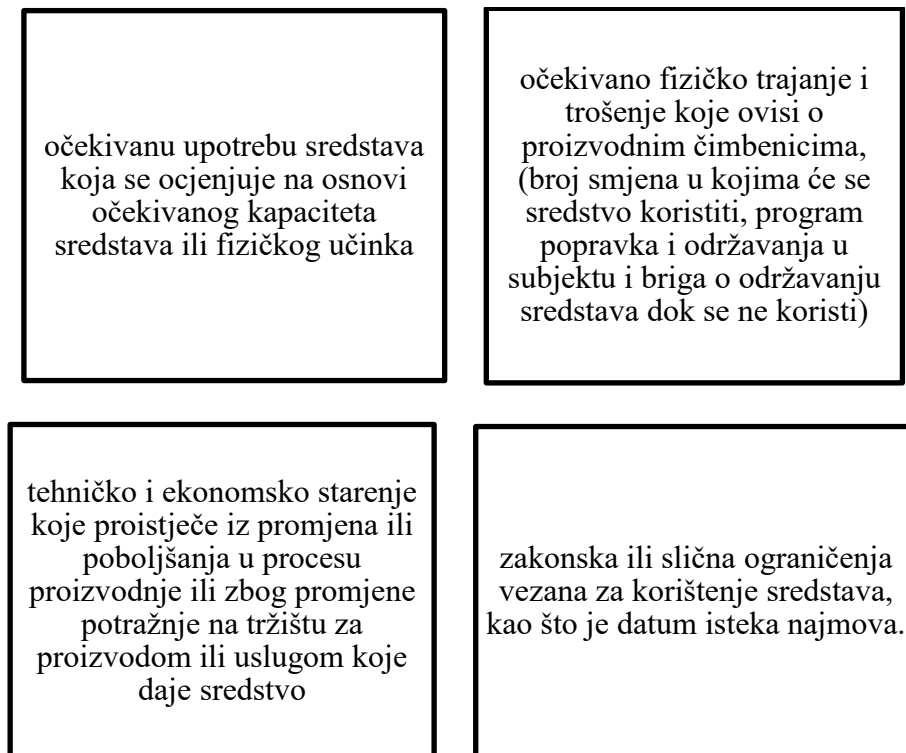 očekivanu upotrebu sredstava
koja se ocjenjuje na osnovi
očekivanog kapaciteta
sredstava ili fizičkog učinka
očekivano fizičko trajanje i
trošenje koje ovisi o
proizvodnim čimbenicima,
(broj smjena u kojima će se
sredstvo koristiti, program
popravka i održavanja u
subjektu i briga o održavanju
sredstava dok se ne koristi)
tehničko i ekonomsko starenje
koje proistječe iz promjena ili
poboljšanja u procesu
proizvodnje ili zbog promjene
potražnje na tržištu za
proizvodom ili uslugom koje
daje sredstvo
zakonska ili slična ograničenja
vezana za korištenje sredstava,
kao što je datum isteka najmova.